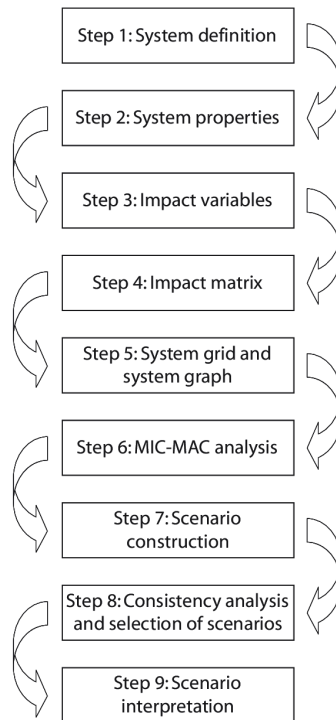 Step 1: System definition
Step 2: System properties
Step 3: Impact variables
Step 4: Impact matrix
Step 5: System grid and
system graph
Step 6: MIC-MAC analysis
Step 7: Scenario
construction
Step 8: Consistency analysis
and selection of scenarios
Step 9: Scenario
interpretation